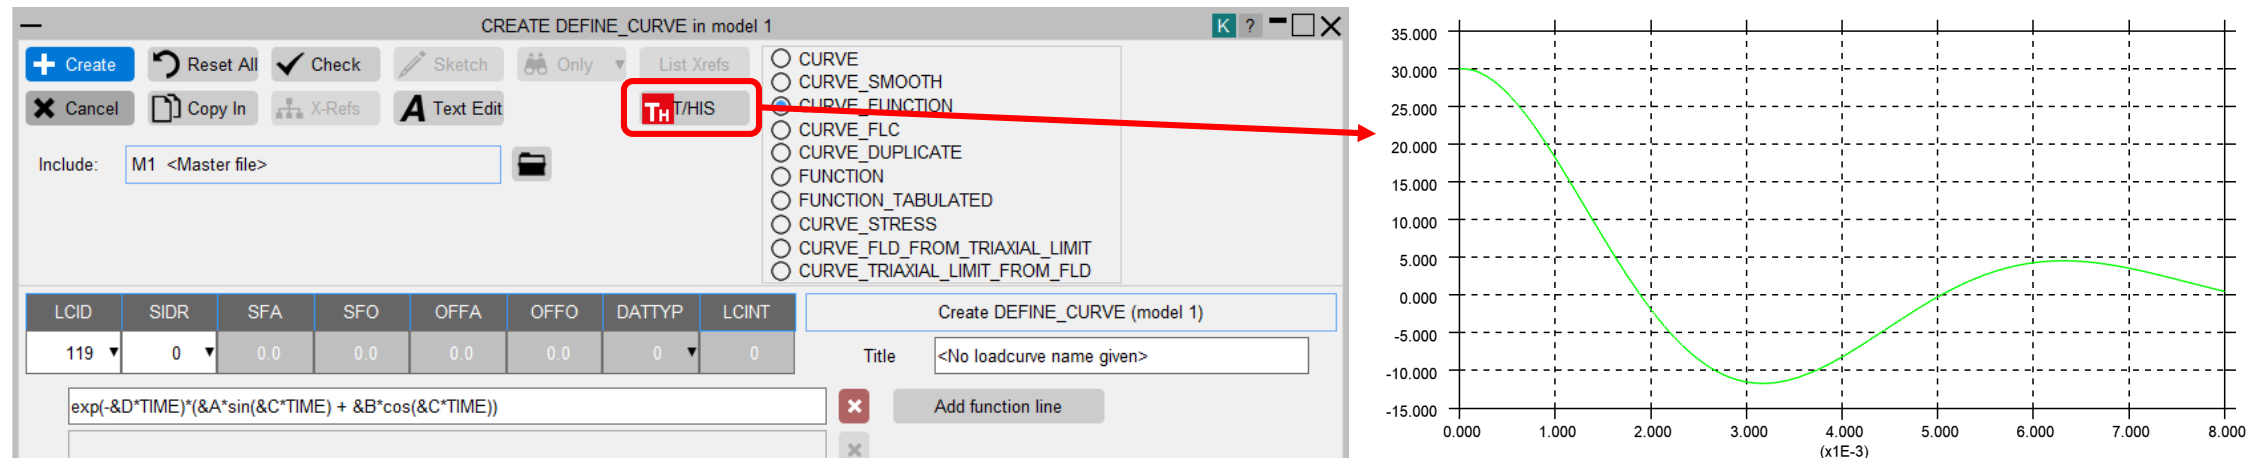 CREATE DEFINE_CURVE in model 1
K ?
Create Reset All Check Sketch Only List Xrefs
Cancel Copy In X-Refs Text Edit TH T/HIS
Include: M1 <Master file>
CURVE
CURVE_SMOOTH
CURVE_FUNCTION
CURVE_FLC
CURVE_DUPLICATE
FUNCTION
FUNCTION_TABULATED
CURVE_STRESS
CURVE_FLD_FROM_TRIAXIAL_LIMIT
CURVE_TRIAXIAL_LIMIT_FROM_FLD
LCID SIDR SFA SFO OFFA OFFO DATTYP LCINT
119 0 0.0 0.0 0.0 0.0 0 0
Create DEFINE_CURVE (model 1)
Title <No loadcurve name given>
exp(-&D*TIME)*(&A*sin(&C*TIME) + &B*cos(&C*TIME))
Add function line
35.000
30.000
25.000
20.000
15.000
10.000
5.000
0.000
-5.000
-10.000
-15.000
0.000 1.000 2.000 3.000 4.000 5.000 6.000 7.000 8.000
(x1E-3)